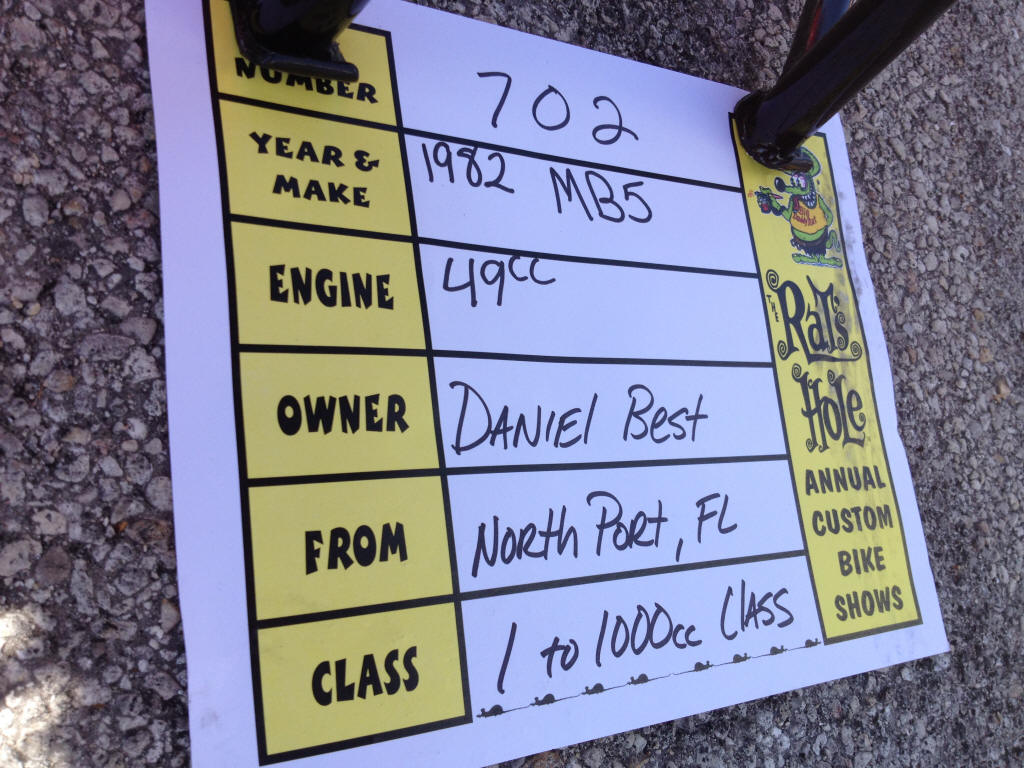 NUMBER 702
YEAR & MAKE 1982 MB5
ENGINE 49cc
OWNER DANIEl Best
FROM NORth PoRt, FL
CLASS 1 to 1000cc ClASS
THE
RAT's
HoLe
ANNUAL
CUSTOM
BIKE
SHOWS